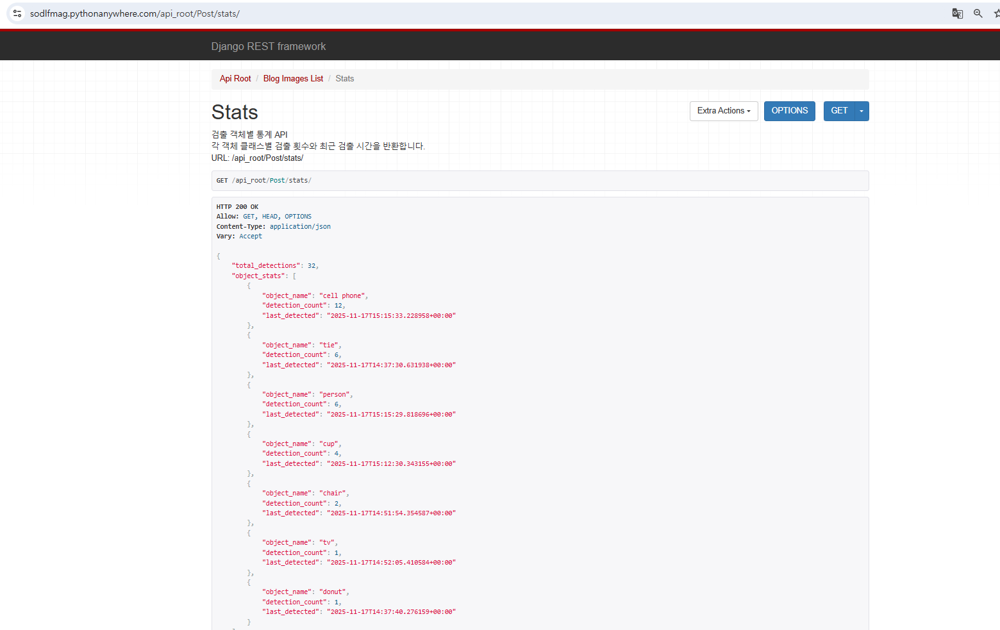 sodlfmag.pythonanywhere.com/api_root/Post/stats/
Django REST framework
Api Root / Blog Images List / Stats
Stats
Extra Actions
OPTIONS
GET
검출 객체별 통계 API
각 객체 클래스별 검출 횟수와 최근 검출 시간을 반환합니다.
URL: /api_root/Post/stats/
GET /api_root/Post/stats/
HTTP 200 OK
Allow: GET, HEAD, OPTIONS
Content-Type: application/json
Vary: Accept
{
"total_detections": 32,
"object_stats": [
{
"object_name": "cell phone",
"detection_count": 12,
"last_detected": "2025-11-17T15:15:33.228958+00:00"
},
{
"object_name": "tie",
"detection_count": 6,
"last_detected": "2025-11-17T14:37:30.631938+00:00"
},
{
"object_name": "person",
"detection_count": 6,
"last_detected": "2025-11-17T15:15:29.818696+00:00"
},
{
"object_name": "cup",
"detection_count": 4,
"last_detected": "2025-11-17T15:12:30.343155+00:00"
},
{
"object_name": "chair",
"detection_count": 2,
"last_detected": "2025-11-17T14:51:54.354587+00:00"
},
{
"object_name": "tv",
"detection_count": 1,
"last_detected": "2025-11-17T14:52:05.410584+00:00"
},
{
"object_name": "donut",
"detection_count": 1,
"last_detected": "2025-11-17T14:37:40.276159+00:00"
}